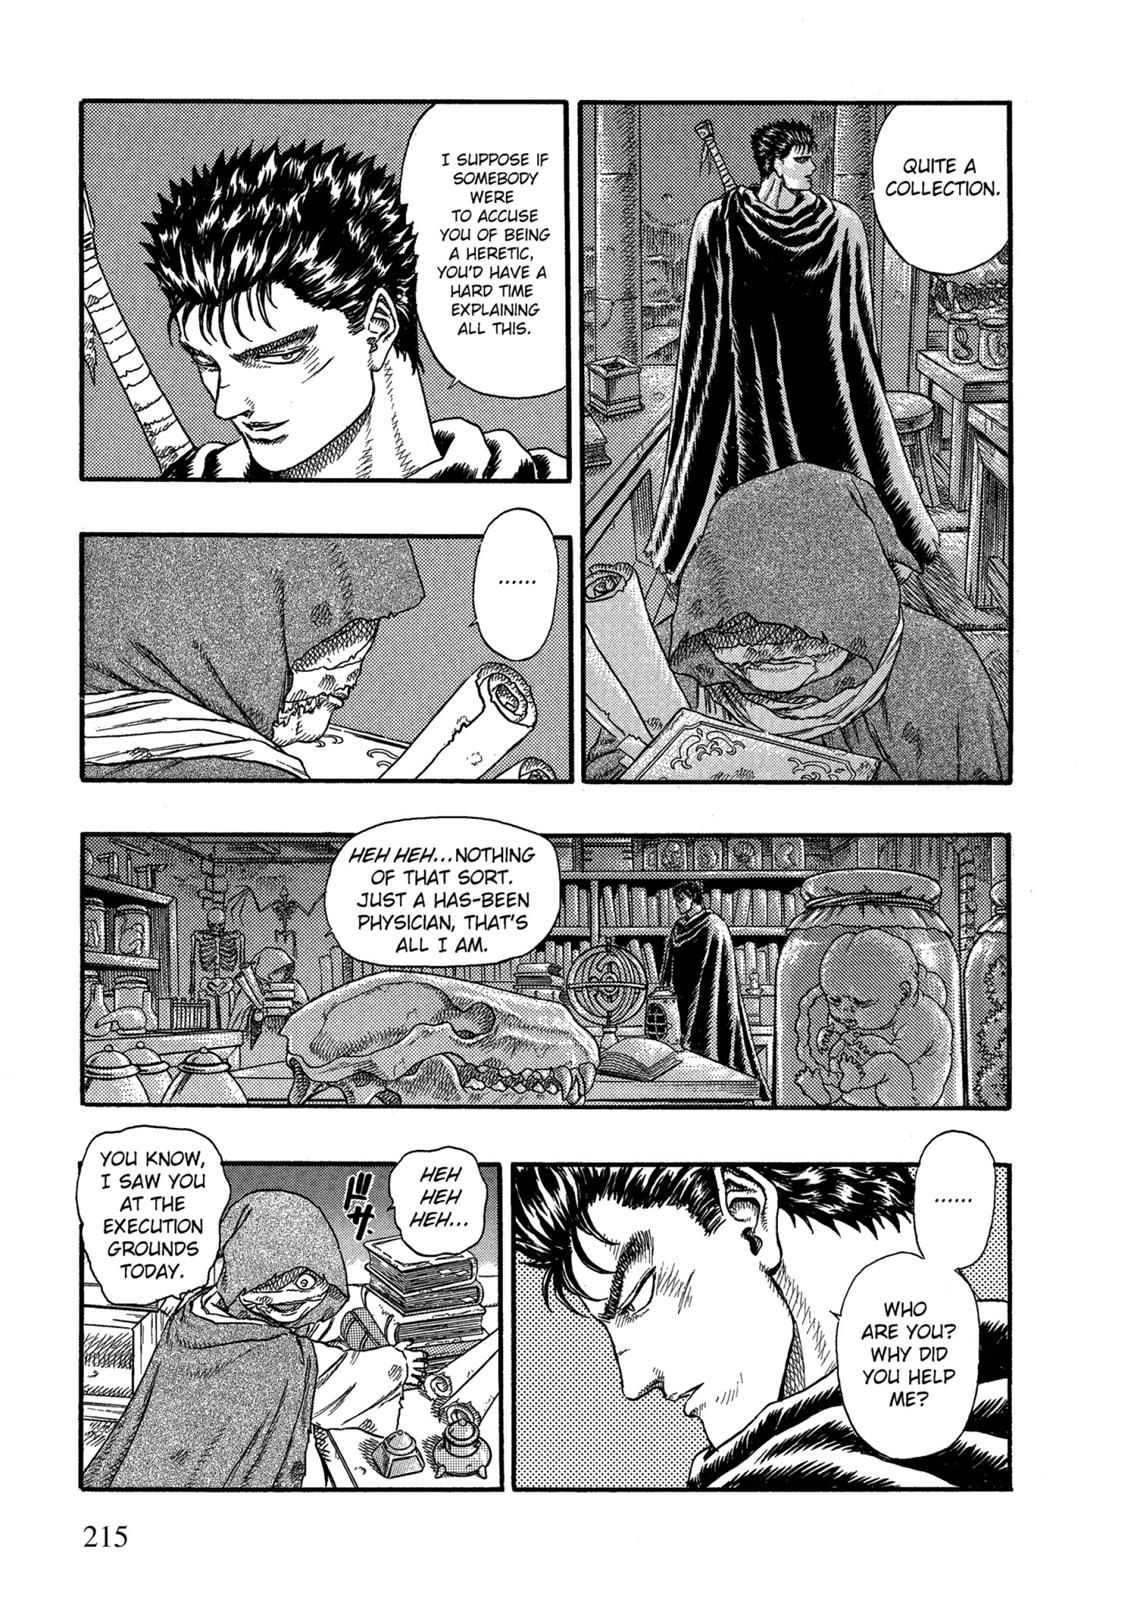 QUITE A
COLLECTION.
I SUPPOSE IF
SOMEBODY
WERE
TO ACCUSE
YOU OF BEING
A HERETIC,
YOU'D HAVE A
HARD TIME
EXPLAINING
ALL THIS.
......
HEH HEH...NOTHING
OF THAT SORT.
JUST A HAS-BEEN
PHYSICIAN, THAT'S
ALL I AM.
......
WHO
ARE YOU?
WHY DID
YOU HELP
ME?
HEH
HEH
HEH...
ドサ
YOU KNOW,
I SAW YOU
AT THE
EXECUTION
GROUNDS
TODAY.
215